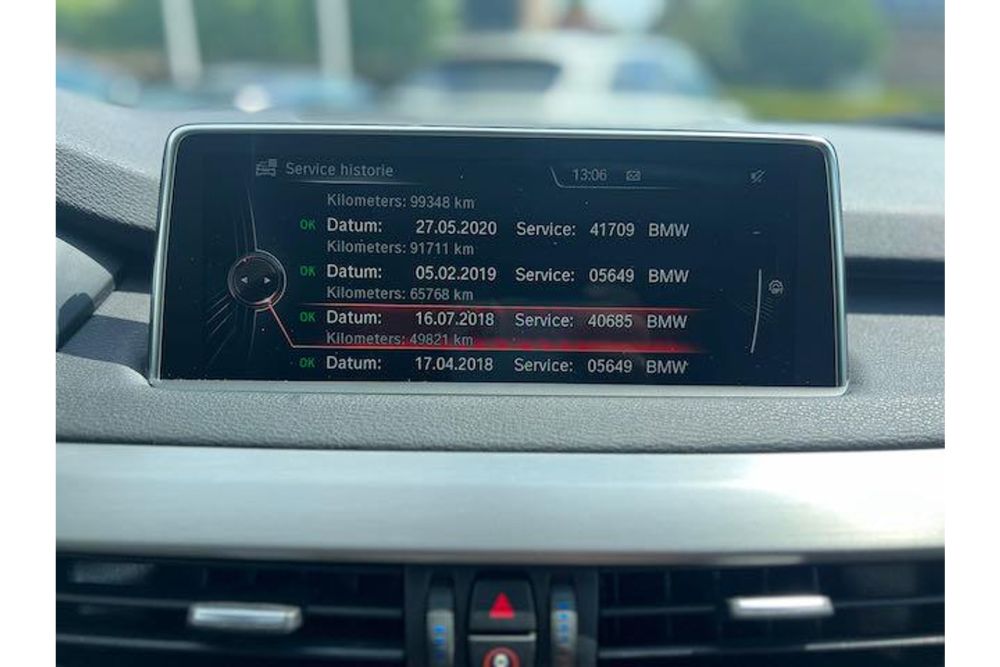 Service historie
13:06
Kilometers: 99348 km
OK Datum: 27.05.2020 Service: 41709 BMW
Kilometers: 91711 km
OK Datum: 05.02.2019 Service: 05649 BMW
Kilometers: 65768 km
OK Datum: 16.07.2018 Service: 40685 BMW
Kilometers: 49821 km
OK Datum: 17.04.2018 Service: 05649 BMW